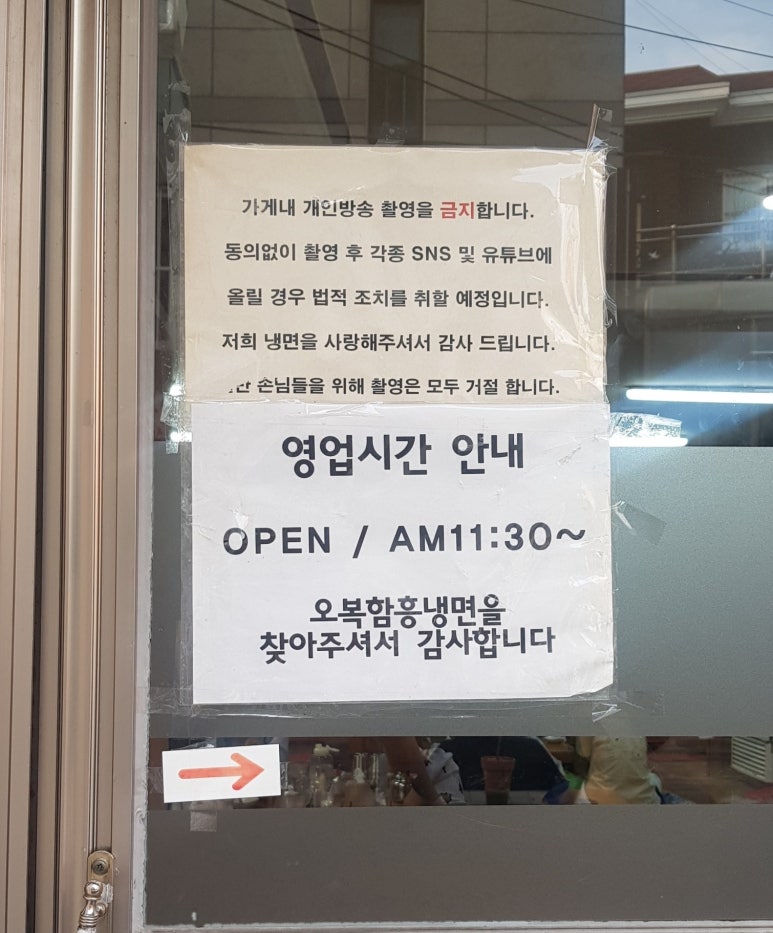 가게내 개인방송 촬영을 금지합니다.
동의없이 촬영 후 각종 SNS 및 유튜브에
올릴 경우 법적 조치를 취할 예정입니다.
저희 냉면을 사랑해주셔서 감사 드립니다.
손님들을 위해 촬영은 모두 거절 합니다.
영업시간 안내
OPEN / AM11:30~
오복함흥냉면을
찾아주셔서 감사합니다